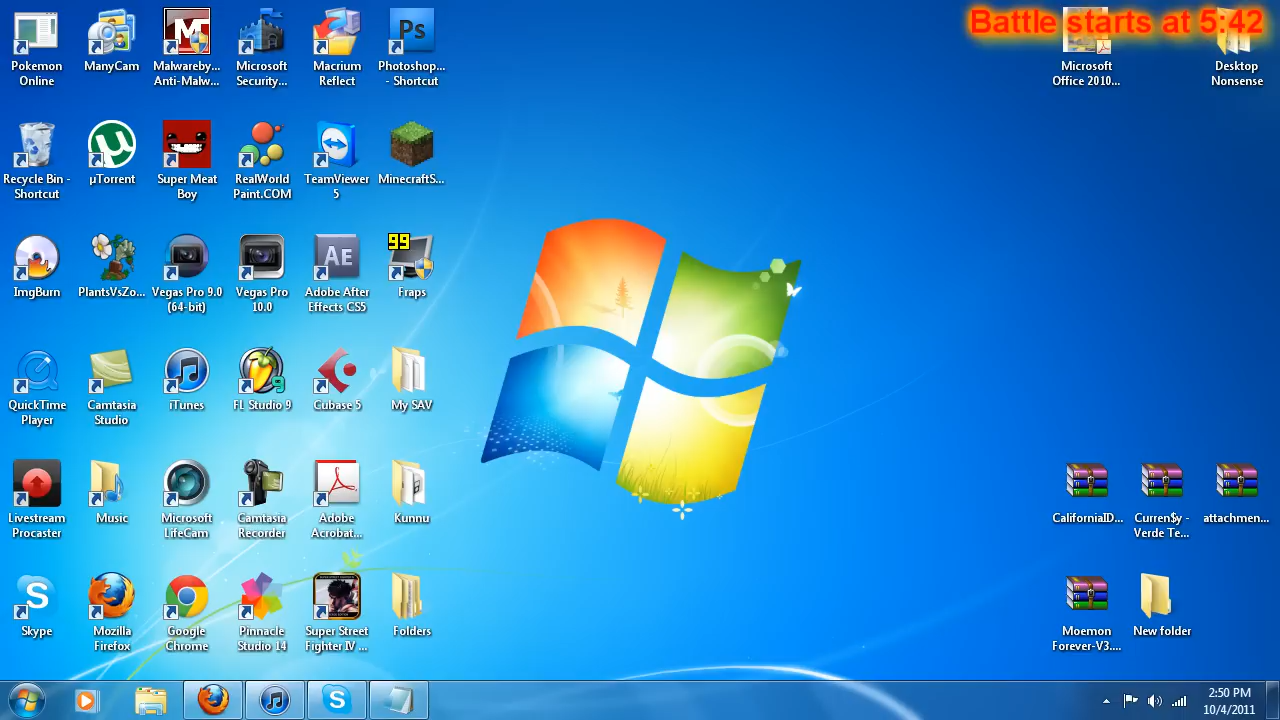 Battle starts at 5:42
Pokemon Online
ManyCam
Malwareby... Anti-Malw...
Microsoft Security...
Macrium Reflect
Photoshop... - Shortcut
Microsoft Office 2010...
Desktop Nonsense
Recycle Bin - Shortcut
µTorrent
Super Meat Boy
RealWorld Paint.COM
TeamViewer 5
MinecraftS...
ImgBurn
PlantsVsZo...
Vegas Pro 9.0 (64-bit)
Vegas Pro 10.0
Adobe After Effects CS5
99
Fraps
QuickTime Player
Camtasia Studio
iTunes
FL Studio 9
Cubase 5
My SAV
Livestream Procaster
Music
Microsoft LifeCam
Camtasia Recorder
Adobe Acrobat...
Kunnu
CaliforniaID...
Curren$y - Verde Te...
attachmen...
Skype
Mozilla Firefox
Google Chrome
Pinnacle Studio 14
Super Street Fighter IV ...
Folders
Moemon Forever-V3....
New folder
2:50 PM
10/4/2011